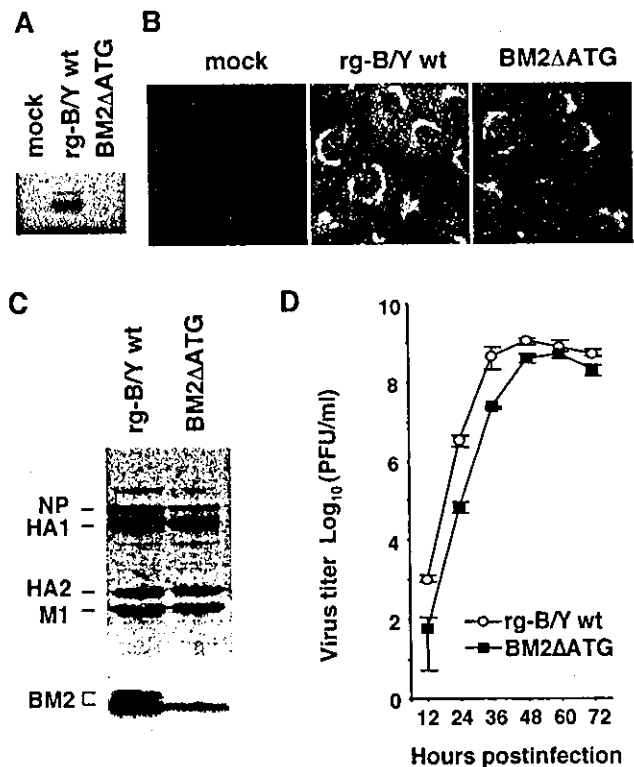 A
mock
rg-B/Y wt
BM2ΔATG
B
mock
rg-B/Y wt
BM2ΔATG
C
rg-B/Y wt
BM2ΔATG
NP
HA1
HA2
M1
BM2
D
Virus titer Log₁₀ (PFU/ml)
10
8
6
4
2
0
rg-B/Y wt
BM2ΔATG
12 24 36 48 60 72
Hours postinfection